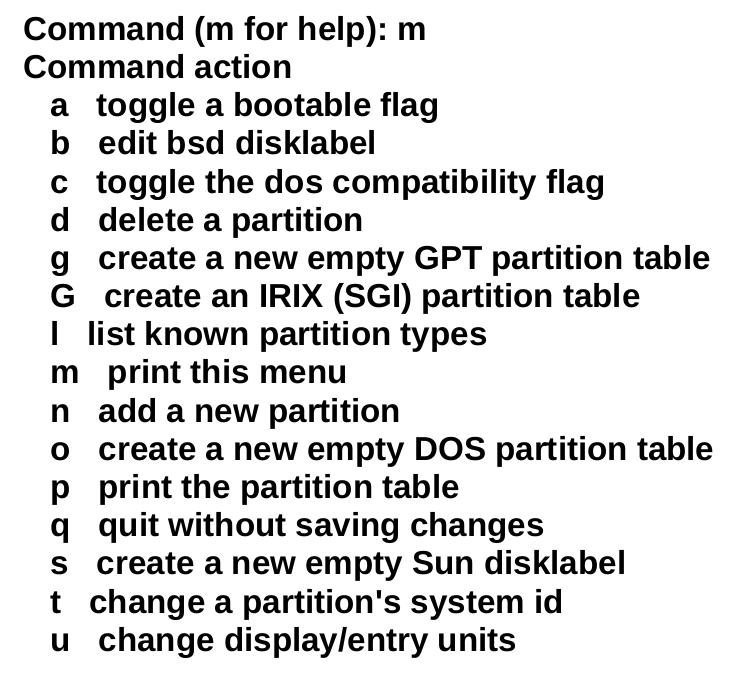 Command (m for help): m
Command action
a toggle a bootable flag
b edit bsd disklabel
c toggle the dos compatibility flag
d delete a partition
g create a new empty GPT partition table
G create an IRIX (SGI) partition table
l list known partition types
m print this menu
n add a new partition
o create a new empty DOS partition table
p print the partition table
q quit without saving changes
s create a new empty Sun disklabel
t change a partition's system id
u change display/entry units